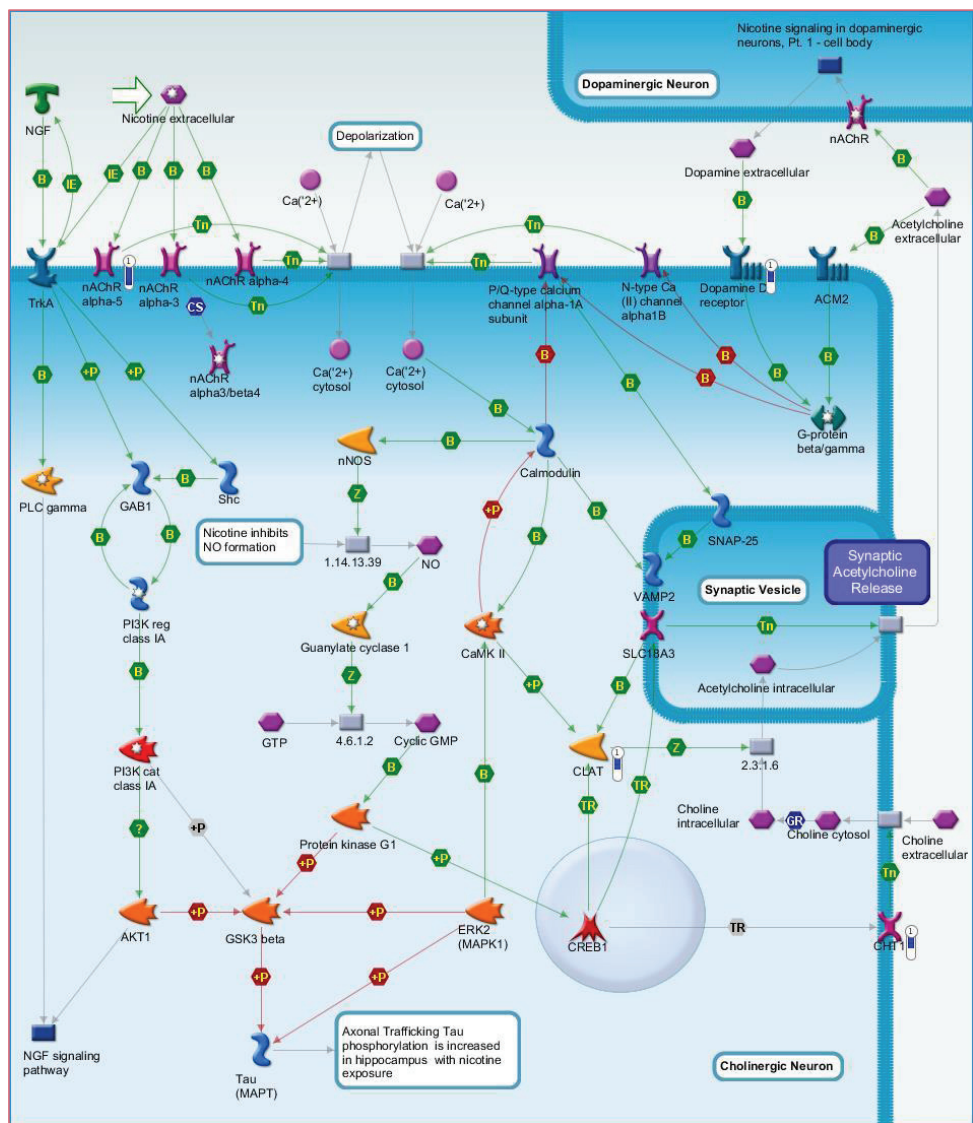 Nicotine signaling in dopaminergic
neurons, Pt. 1 - cell body
Dopaminergic Neuron
NGF
Nicotine extracellular
nAChR
Depolarization
Dopamine extracellular
B
IE
IE
B
B
B
B
B
Ca('2+)
Ca('2+)
Acetylcholine
extracellular
Tn
Tn
B
Tn
Tn
TrkA
1
nAChR
alpha-5
nAChR
alpha-3
nAChR alpha-4
P/Q-type calcium
channel alpha-1A
subunit
N-type Ca
(II) channel
alpha1B
Dopamine D
receptor
1
ACM2
CS
Tn
nAChR
alpha3/beta4
Ca('2+)
cytosol
Ca('2+)
cytosol
B
B
B
B
B
+P
+P
B
B
G-protein
beta/gamma
nNOS
B
Calmodulin
PLC gamma
GAB1
B
Shc
Z
+P
B
B
B
B
Nicotine inhibits
NO formation
1.14.13.39
NO
SNAP-25
B
VAMP2
Synaptic Vesicle
Synaptic
Acetylcholine
Release
PI3K reg
class IA
B
Guanylate cyclase 1
CaMK II
SLC18A3
Tn
B
Z
+P
B
Acetylcholine intracellular
GTP
4.6.1.2
Cyclic GMP
PI3K cat
class IA
B
B
CLAT
1
Z
2.3.1.6
?
+P
Protein kinase G1
TR
TR
Choline
intracellular
GR
Choline cytosol
Choline
extracellular
+P
+P
Tn
AKT1
+P
GSK3 beta
+P
ERK2
(MAPK1)
CREB1
TR
CHT1
1
+P
+P
NGF signaling
pathway
Tau
(MAPT)
Axonal Trafficking Tau
phosphorylation is increased
in hippocampus with nicotine
exposure
Cholinergic Neuron